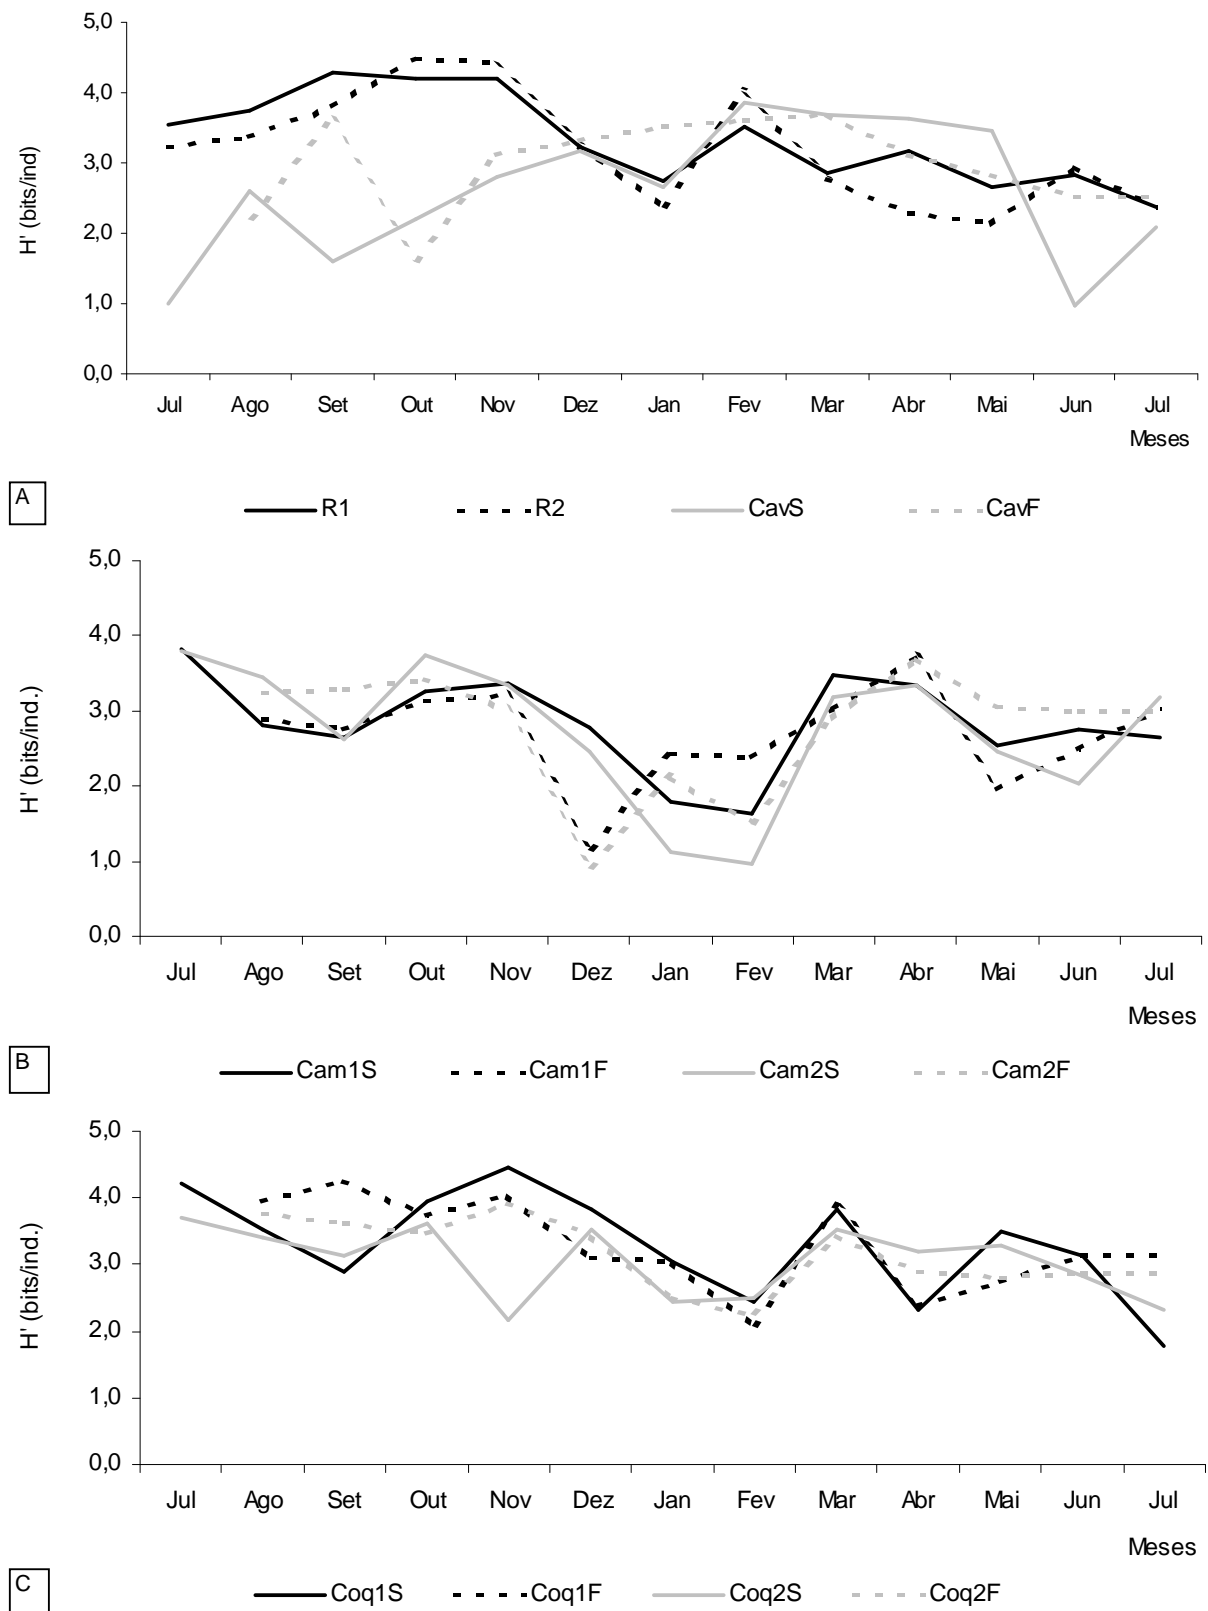 5,0
4,0
3,0
2,0
1,0
0,0
H' (bits/ind)
Jul Ago Set Out Nov Dez Jan Fev Mar Abr Mai Jun Jul
Meses
A
R1 R2 CavS CavF
5,0
4,0
3,0
2,0
1,0
0,0
H' (bits/ind.)
Jul Ago Set Out Nov Dez Jan Fev Mar Abr Mai Jun Jul
Meses
B
Cam1S Cam1F Cam2S Cam2F
5,0
4,0
3,0
2,0
1,0
0,0
H' (bits/ind.)
Jul Ago Set Out Nov Dez Jan Fev Mar Abr Mai Jun Jul
Meses
C
Coq1S Coq1F Coq2S Coq2F